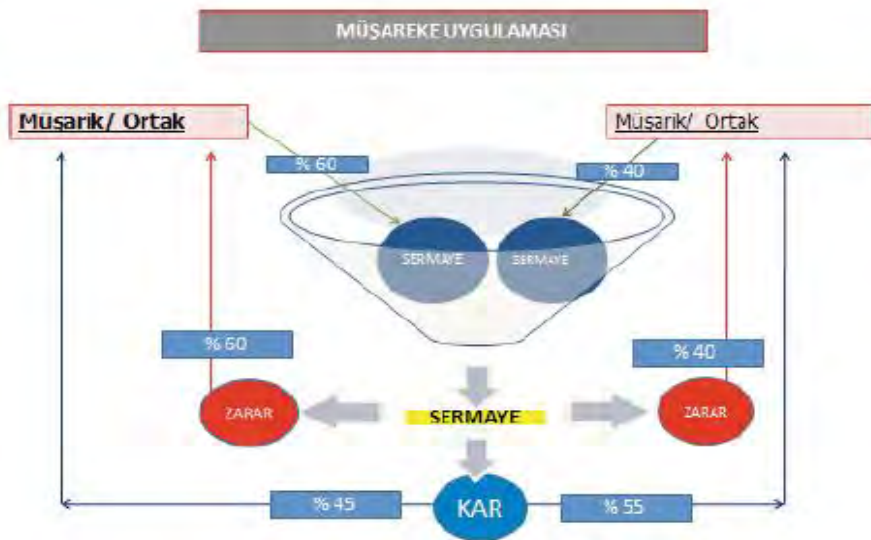 MÜŞAREKE UYGULAMASI
Müşarik/ Ortak
Müşarik/ Ortak
% 60
% 40
SERMAYE
SERMAYE
% 60
% 40
ZARAR
SERMAYE
ZARAR
% 45
KAR
% 55